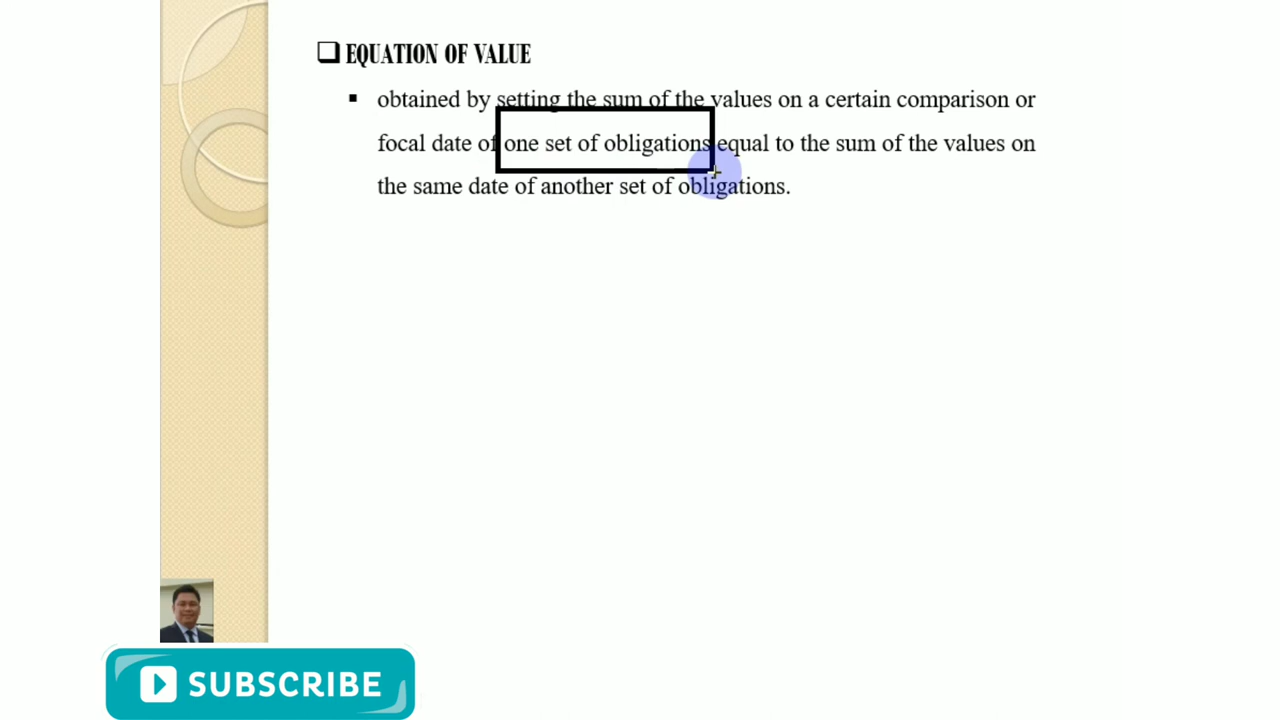 EQUATION OF VALUE
obtained by setting the sum of the values on a certain comparison or
focal date of one set of obligations equal to the sum of the values on
the same date of another set of obligations.
SUBSCRIBE